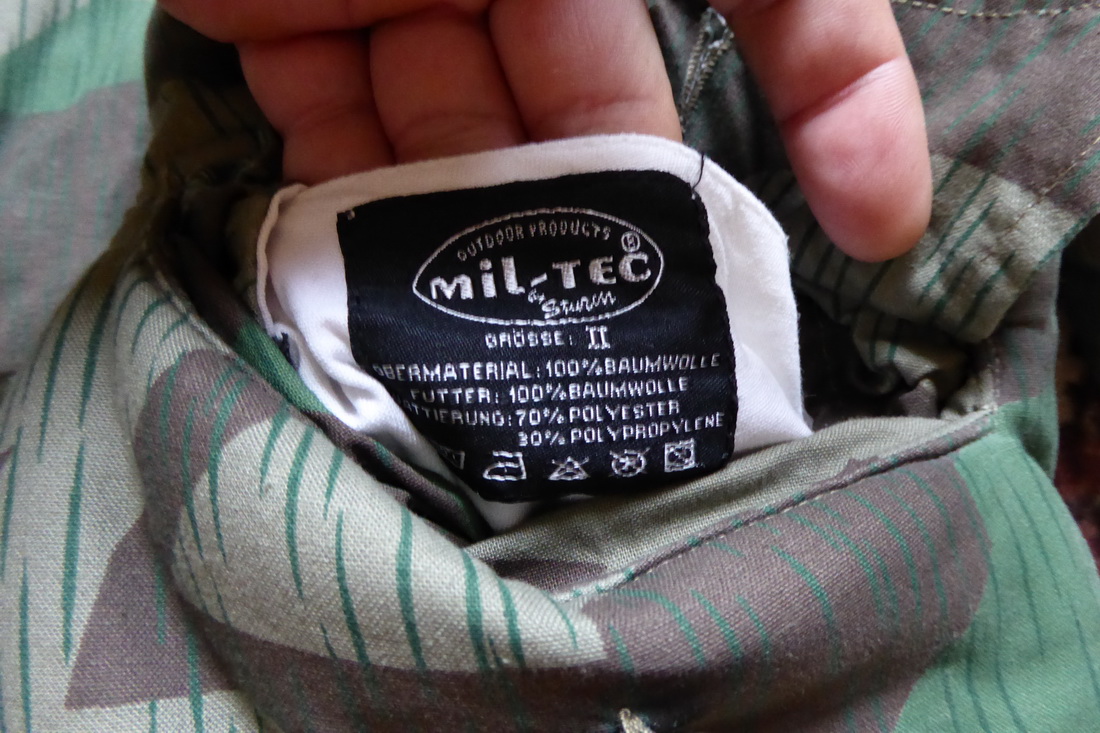 OUTDOOR PRODUCTS ®
MiL-TEC
by Sturm
GRÖSSE: II
OBERMATERIAL: 100% BAUMWOLLE
FUTTER: 100% BAUMWOLLE
70% POLYESTER
30% POLYPROPYLENE